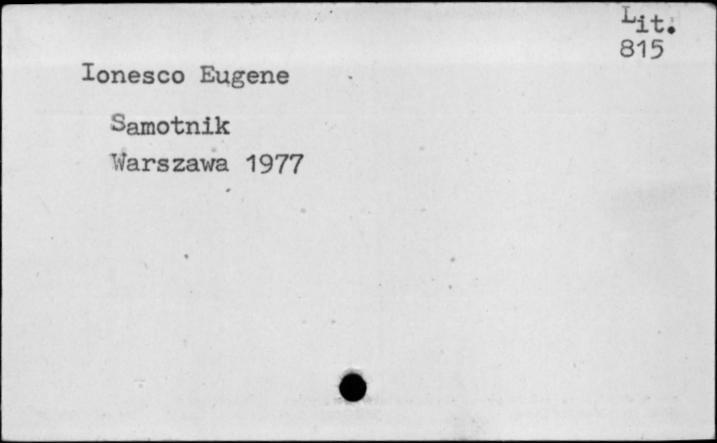 Lit.
815
Ionesco Eugene
Samotnik
Warszawa 1977